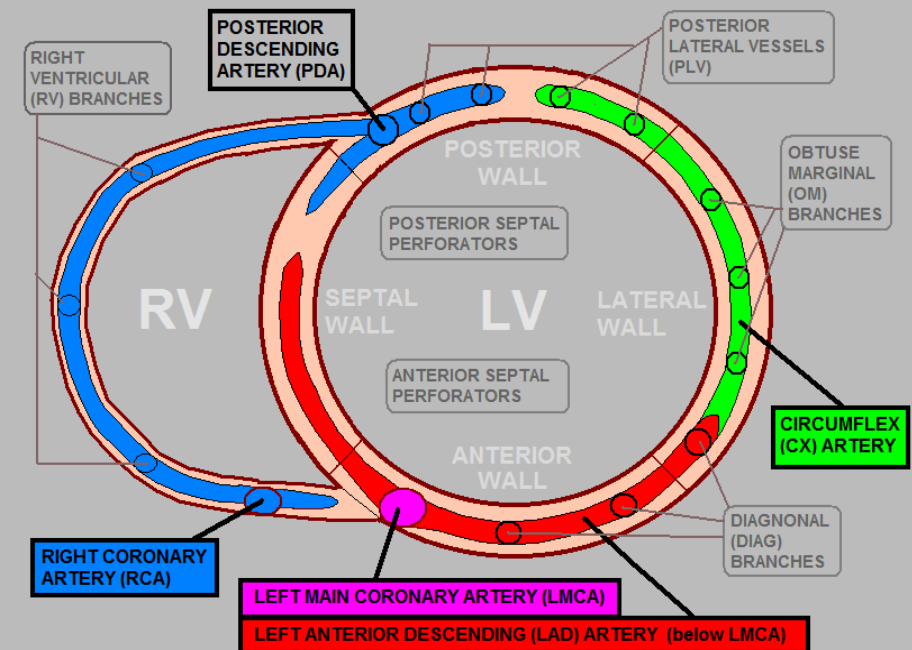 POSTERIOR
DESCENDING
ARTERY (PDA)
POSTERIOR
LATERAL VESSELS
(PLV)
RIGHT
VENTRICULAR
(RV) BRANCHES
POSTERIOR
WALL
OBTUSE
MARGINAL
(OM)
BRANCHES
POSTERIOR SEPTAL
PERFORATORS
RV
SEPTAL
WALL
LV
LATERAL
WALL
ANTERIOR SEPTAL
PERFORATORS
CIRCUMFLEX
(CX) ARTERY
ANTERIOR
WALL
DIAGNONAL
(DIAG)
BRANCHES
RIGHT CORONARY
ARTERY (RCA)
LEFT MAIN CORONARY ARTERY (LMCA)
LEFT ANTERIOR DESCENDING (LAD) ARTERY (below LMCA)